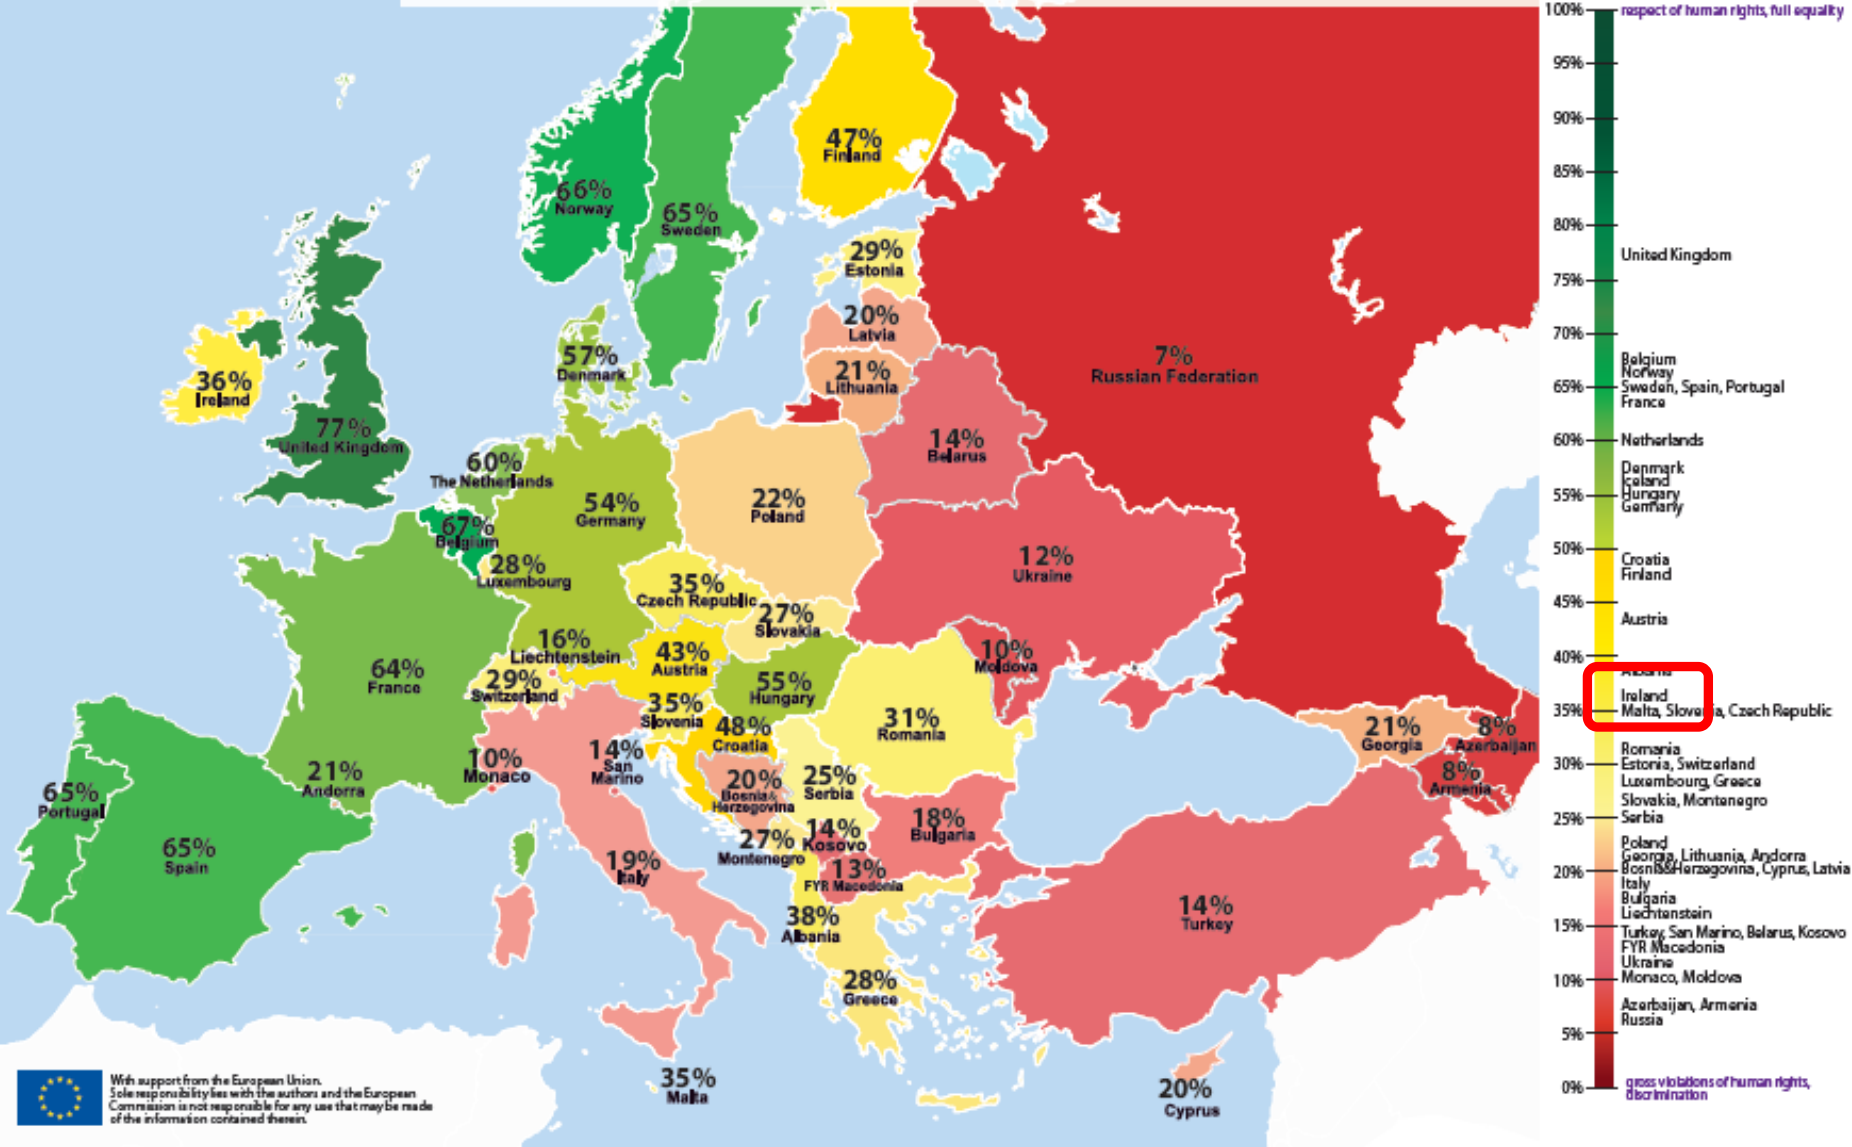 66%
Norway
65%
Sweden
47%
Finland
29%
Estonia
20%
Latvia
21%
Lithuania
7%
Russian Federation
57%
Denmark
36%
Ireland
77%
United Kingdom
14%
Belarus
60%
The Netherlands
54%
Germany
22%
Poland
67%
Belgium
28%
Luxembourg
12%
Ukraine
35%
Czech Republic
27%
Slovakia
16%
Liechtenstein
43%
Austria
10%
Moldova
64%
France
29%
Switzerland
55%
Hungary
35%
Slovenia
48%
Croatia
31%
Romania
21%
Georgia
8%
Azerbaijan
8%
Armenia
10%
Monaco
14%
San
Marino
21%
Andorra
20%
Bosnia&
Herzegovina
25%
Serbia
65%
Portugal
65%
Spain
27%
Montenegro
14%
Kosovo
18%
Bulgaria
19%
Italy
13%
FYR Macedonia
38%
Albania
14%
Turkey
28%
Greece
35%
Malta
20%
Cyprus
With support from the European Union.
Sole responsibility lies with the authors and the European
Commission is not responsible for any use that may be made
of the information contained therein.
100% respect of human rights, full equality
95%
90%
85%
80%
United Kingdom
75%
70%
Belgium
Norway
65% Sweden, Spain, Portugal
France
60% Netherlands
Denmark
Iceland
55% Hungary
Germany
50%
Croatia
Finland
45%
Austria
40%
Albania
Ireland
35% Malta, Slovenia, Czech Republic
Romania
30% Estonia, Switzerland
Luxembourg, Greece
Slovakia, Montenegro
25% Serbia
Poland
Georgia, Lithuania, Andorra
20% Bosnia&Herzegovina, Cyprus, Latvia
Italy
Bulgaria
Liechtenstein
15% Turkey, San Marino, Belarus, Kosovo
FYR Macedonia
Ukraine
10% Monaco, Moldova
Azerbaijan, Armenia
Russia
5%
0% gross violations of human rights,
discrimination